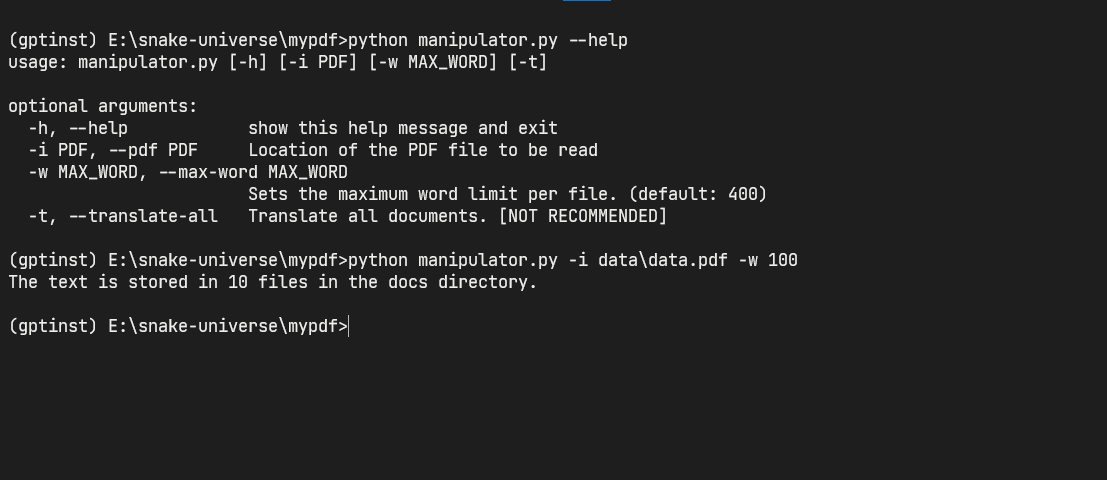 (gptinst) E:\snake-universe\mypdf>python manipulator.py --help
usage: manipulator.py [-h] [-i PDF] [-w MAX_WORD] [-t]
optional arguments:
-h, --help show this help message and exit
-i PDF, --pdf PDF Location of the PDF file to be read
-w MAX_WORD, --max-word MAX_WORD
Sets the maximum word limit per file. (default: 400)
-t, --translate-all Translate all documents. [NOT RECOMMENDED]
(gptinst) E:\snake-universe\mypdf>python manipulator.py -i data\data.pdf -w 100
The text is stored in 10 files in the docs directory.
(gptinst) E:\snake-universe\mypdf>